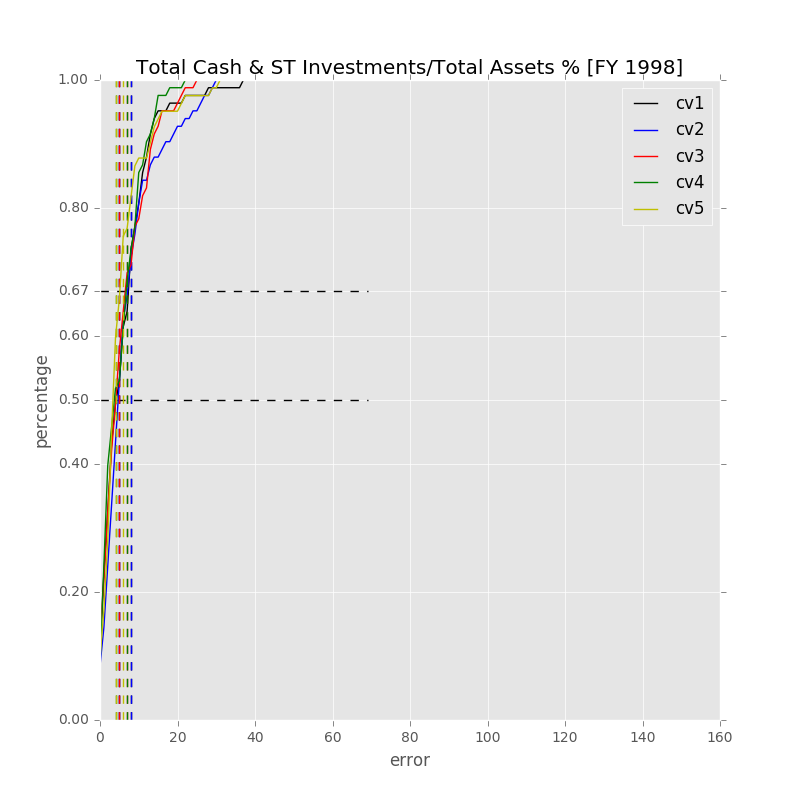 Total Cash & ST Investments/Total Assets % [FY 1998]
1.00
0.80
0.67
0.60
0.50
0.40
0.20
0.00
percentage
cv1
cv2
cv3
cv4
cv5
0 20 40 60 80 100 120 140 160
error